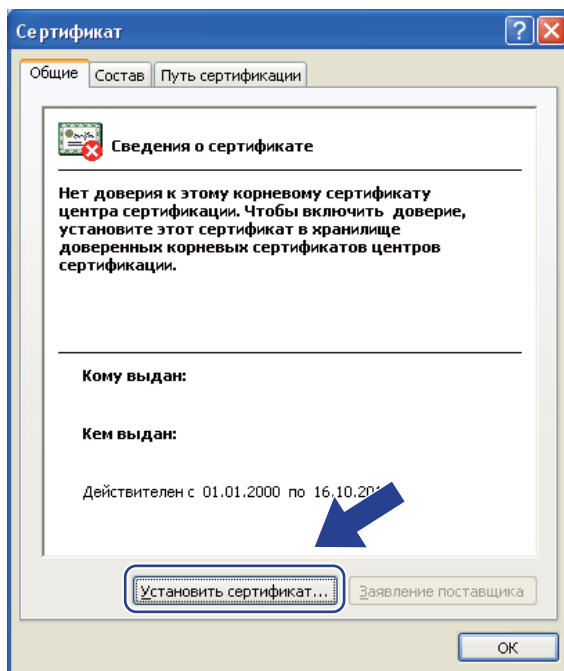 Сертификат
Общие Состав Путь сертификации
Сведения о сертификате
Нет доверия к этому корневому сертификату
центра сертификации. Чтобы включить доверие,
установите этот сертификат в хранилище
доверенных корневых сертификатов центров
сертификации.
Кому выдан:
Кем выдан:
Действителен с 01.01.2000 по
Установить сертификат... Заявление поставщика
ОК